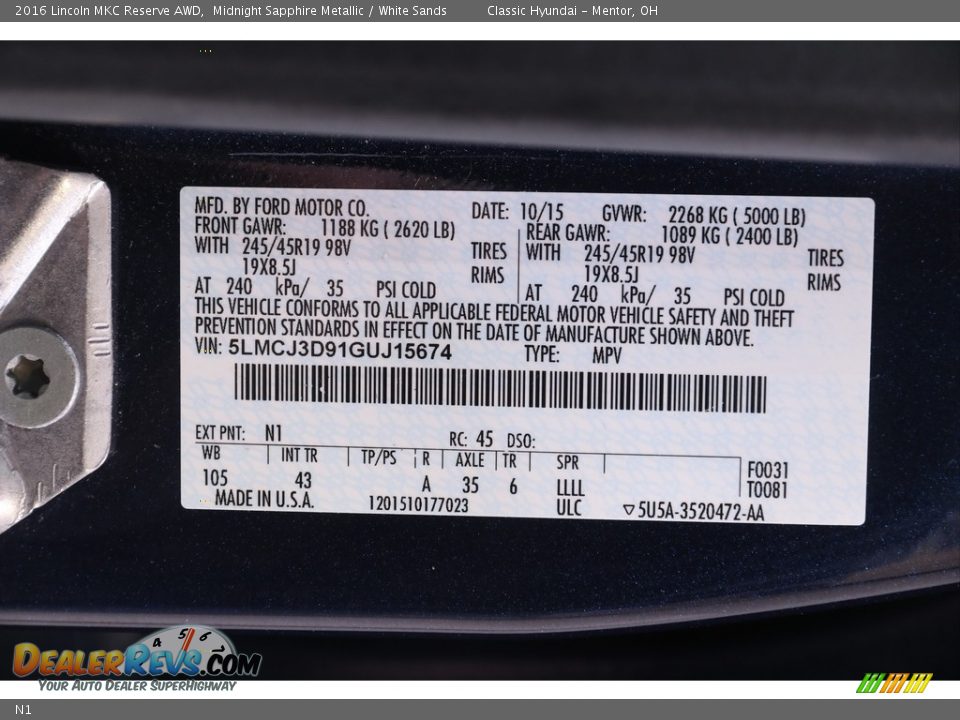 2016 Lincoln MKC Reserve AWD, Midnight Sapphire Metallic / White Sands Classic Hyundai - Mentor, OH
MFD. BY FORD MOTOR CO. DATE: 10/15 GVWR: 2268 KG ( 5000 LB)
FRONT GAWR: 1188 KG ( 2620 LB) REAR GAWR: 1089 KG ( 2400 LB)
WITH 245/45R19 98V TIRES WITH 245/45R19 98V TIRES
19X8.5J RIMS 19X8.5J RIMS
AT 240 kPa/ 35 PSI COLD AT 240 kPa/ 35 PSI COLD
THIS VEHICLE CONFORMS TO ALL APPLICABLE FEDERAL MOTOR VEHICLE SAFETY AND THEFT
PREVENTION STANDARDS IN EFFECT ON THE DATE OF MANUFACTURE SHOWN ABOVE.
VIN: 5LMCJ3D91GUJ15674 TYPE: MPV
EXT PNT: N1 RC: 45 DSO:
WB INT TR TP/PS R AXLE TR SPR F0031
105 43 A 35 6 LLLL T0081
MADE IN U.S.A. 1201510177023 ULC ▽5U5A-3520472-AA
4 5 6
DEALERREVS.COM
YOUR AUTO DEALER SUPERHIGHWAY
N1